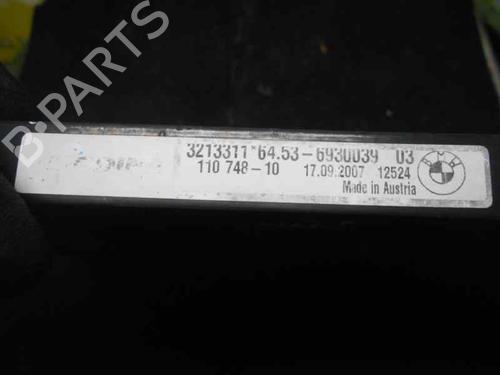 3213311*64.53-6930039 03
110 748-10 17.09.2007 12524
Made in Austria
BMW
B-PARTS